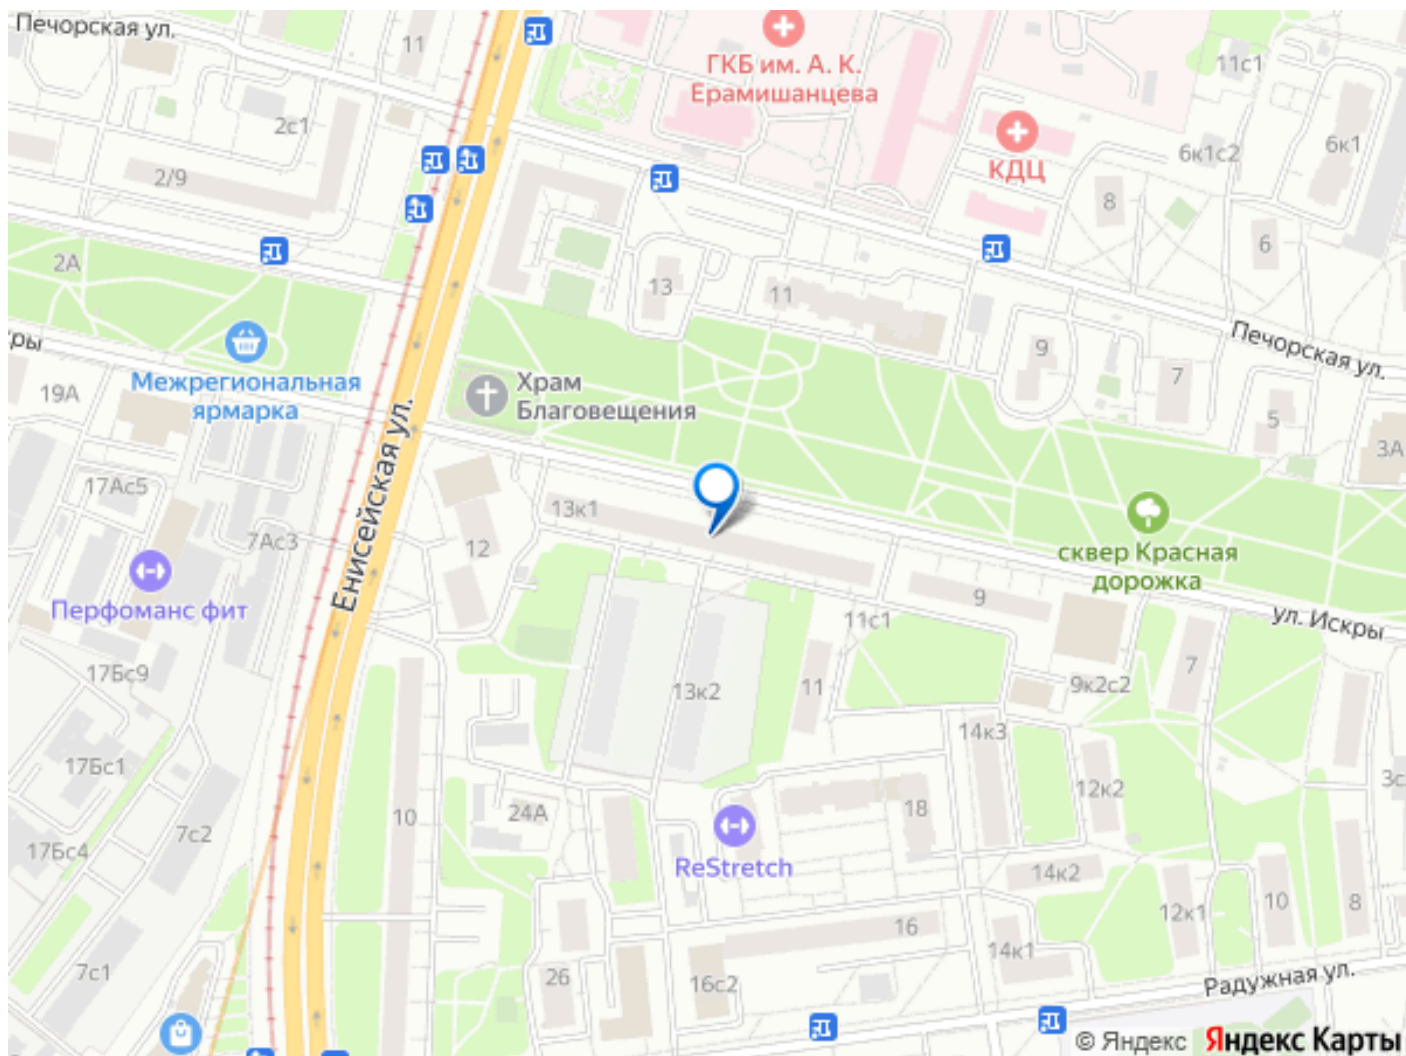 Печорская ул.
11
ГКБ им. А. К.
Ерамишанцева
11с1
2с1
6к1с2
6к1
КДЦ
2/9
8
6
2А
13
11
ры
Межрегиональная
ярмарка
Храм
Благовещения
9
7
Печорская ул.
19А
5
3А
17Ас5
Енисейская ул.
13к1
7Ас3
12
сквер Красная
дорожка
Перфоманс фит
9
11с1
ул. Искры
17Бс9
13к2
11
9к2с2
7
14к3
17Бс1
12к2
3с
10
24А
18
7с2
17Бс4
ReStretch
14к2
12к1
10
8
16
14к1
7с1
26
16с2
Радужная ул.
© Яндекс Яндекс Карты